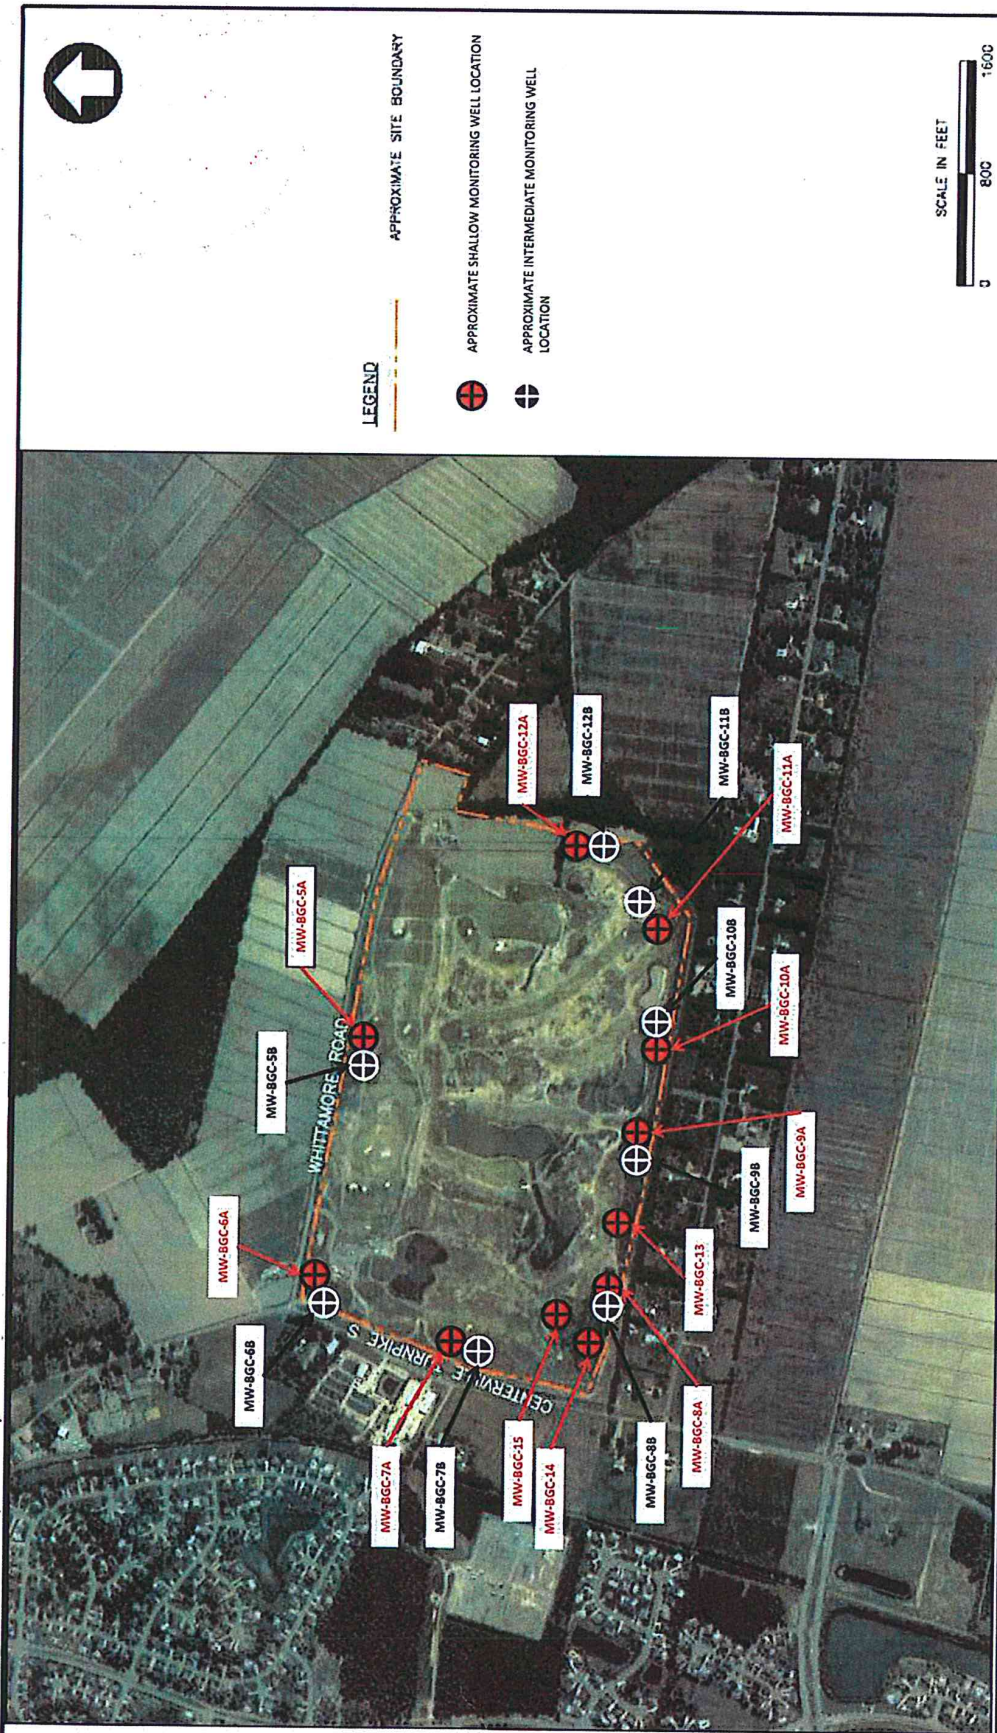 LEGEND
APPROXIMATE SITE BOUNDARY
APPROXIMATE SHALLOW MONITORING WELL LOCATION
APPROXIMATE INTERMEDIATE MONITORING WELL
LOCATION
SCALE IN FEET
0 800 1600
MW-BGC-5A
MW-BGC-5B
WHITTAMORE ROAD
MW-BGC-6A
MW-BGC-6B
CENTERVILLE TURNPIKE S
MW-BGC-7A
MW-BGC-7B
MW-BGC-15
MW-BGC-14
MW-BGC-8B
MW-BGC-8A
MW-BGC-13
MW-BGC-9B
MW-BGC-9A
MW-BGC-10A
MW-BGC-10B
MW-BGC-11A
MW-BGC-11B
MW-BGC-12B
MW-BGC-12A